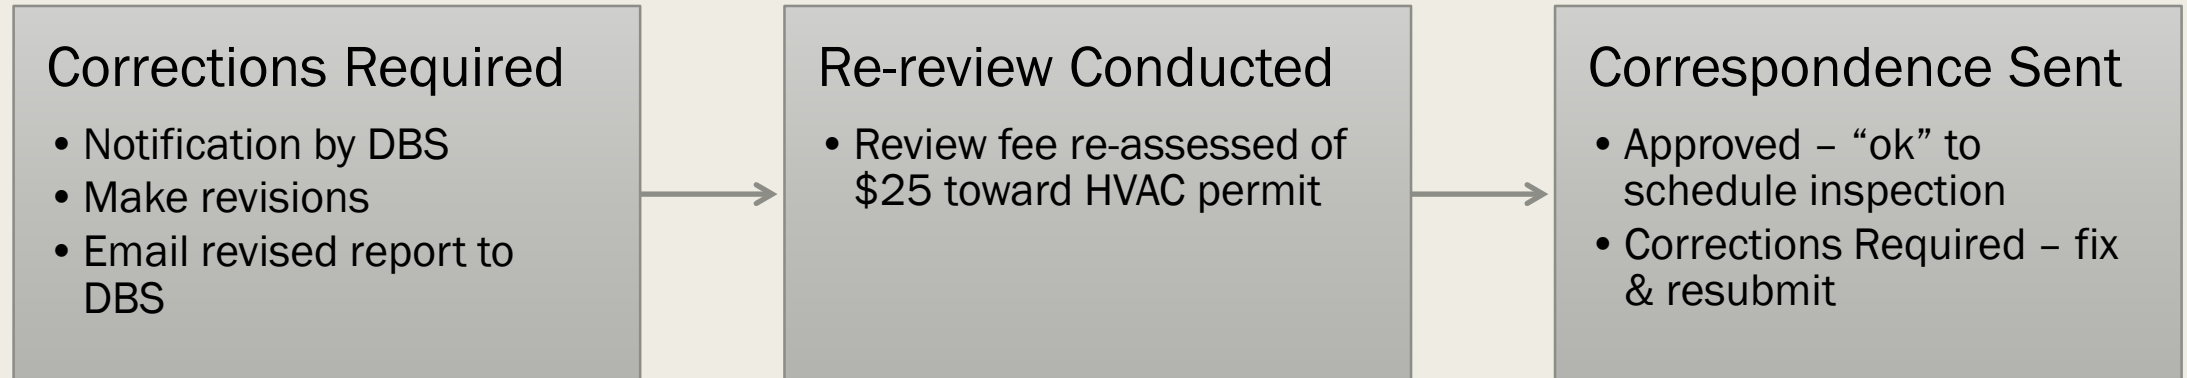 Corrections Required
• Notification by DBS
• Make revisions
• Email revised report to
DBS
Re-review Conducted
• Review fee re-assessed of
$25 toward HVAC permit
Correspondence Sent
• Approved – “ok” to
schedule inspection
• Corrections Required – fix
& resubmit